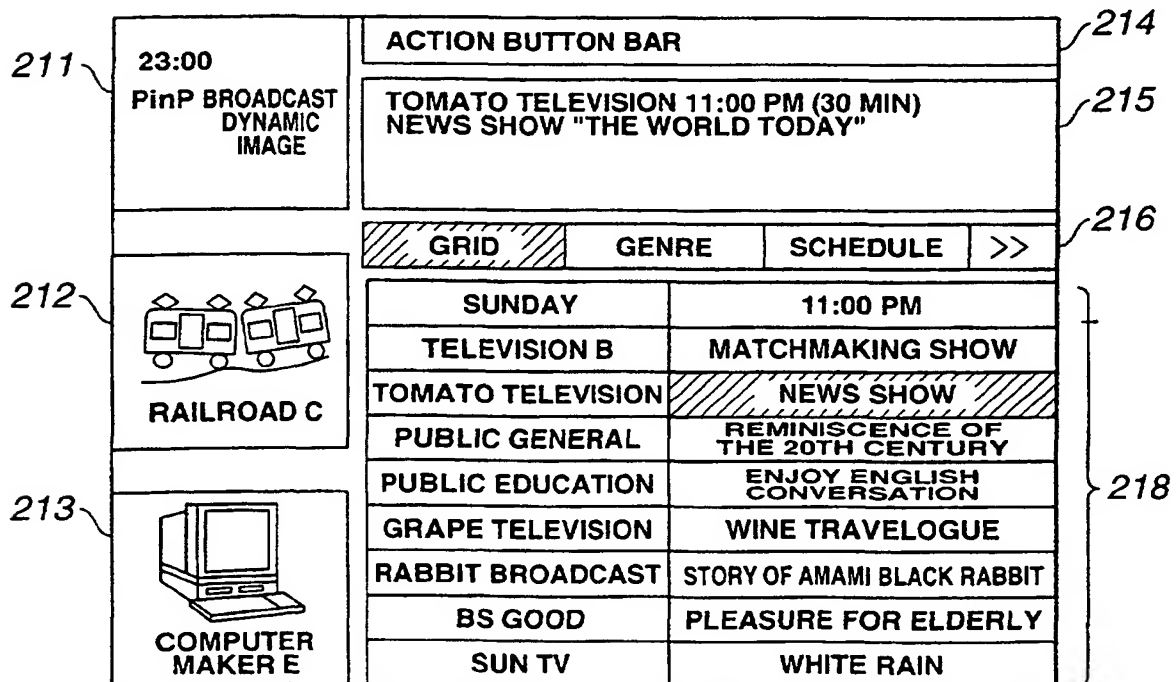 211
23:00
PinP BROADCAST
DYNAMIC
IMAGE
212
RAILROAD C
213
COMPUTER
MAKER E
ACTION BUTTON BAR
214
TOMATO TELEVISION 11:00 PM (30 MIN)
NEWS SHOW "THE WORLD TODAY"
215
GRID GENRE SCHEDULE >>
216
SUNDAY 11:00 PM
TELEVISION B MATCHMAKING SHOW
TOMATO TELEVISION NEWS SHOW
PUBLIC GENERAL REMINISCENCE OF
THE 20TH CENTURY
PUBLIC EDUCATION ENJOY ENGLISH
CONVERSATION
GRAPE TELEVISION WINE TRAVELOGUE
RABBIT BROADCAST STORY OF AMAMI BLACK RABBIT
BS GOOD PLEASURE FOR ELDERLY
SUN TV WHITE RAIN
218